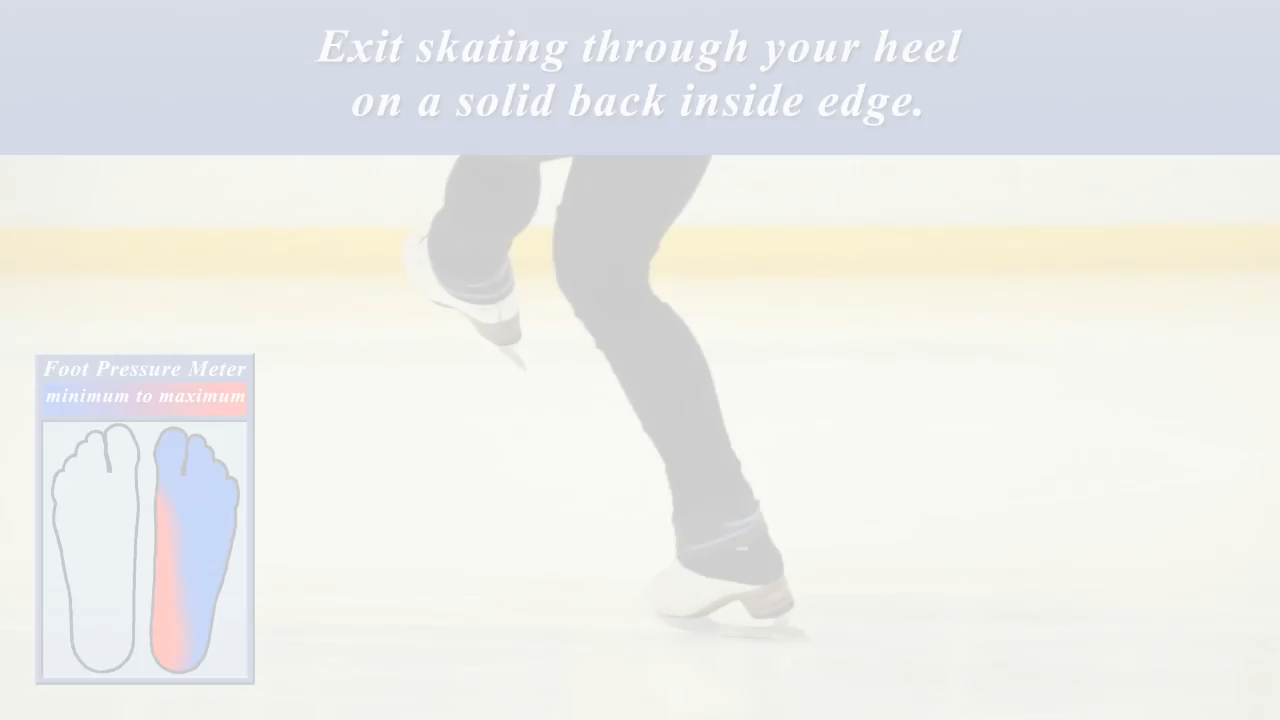 Exit skating through your heel
on a solid back inside edge.
Foot Pressure Meter
minimum to maximum